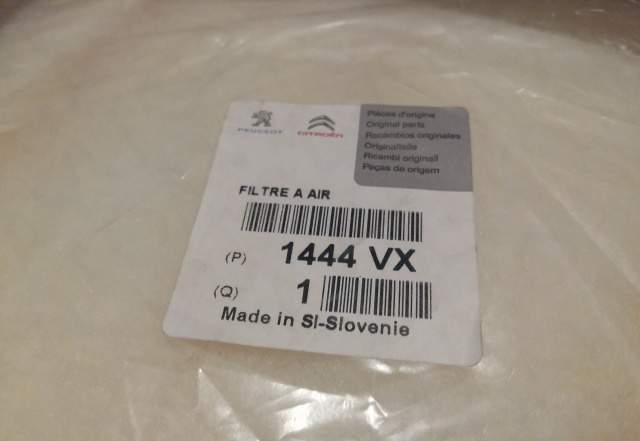 PEUGEOT
CITROËN
Pièces d'origine
Original parts
Recambios originales
Originalteile
Ricambi originali
Peças de origem
FILTRE A AIR
(P) 1444 VX
(Q) 1
Made in SI-Slovenie